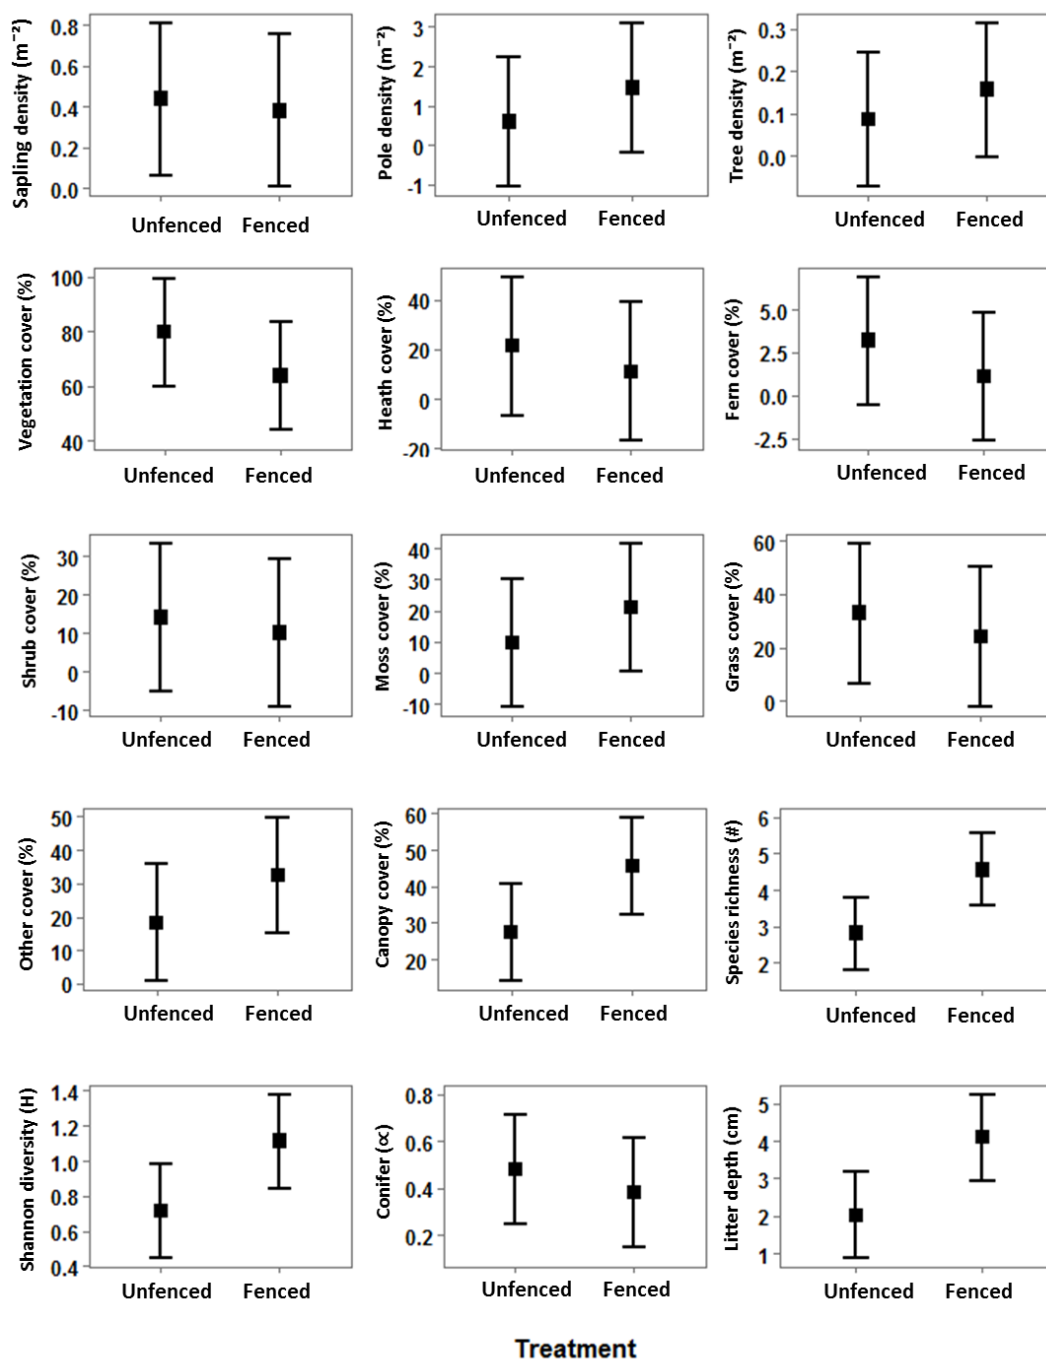 Sapling density (m⁻²)
0.8
0.6
0.4
0.2
0.0
Unfenced Fenced
Pole density (m⁻²)
3
2
1
0
-1
Unfenced Fenced
Tree density (m⁻²)
0.3
0.2
0.1
0.0
Unfenced Fenced
Vegetation cover (%)
100
80
60
40
Unfenced Fenced
Heath cover (%)
40
20
0
-20
Unfenced Fenced
Fern cover (%)
5.0
2.5
0.0
-2.5
Unfenced Fenced
Shrub cover (%)
30
20
10
0
-10
Unfenced Fenced
Moss cover (%)
40
30
20
10
0
-10
Unfenced Fenced
Grass cover (%)
60
40
20
0
Unfenced Fenced
Other cover (%)
50
40
30
20
10
0
Unfenced Fenced
Canopy cover (%)
60
50
40
30
20
Unfenced Fenced
Species richness (#)
6
5
4
3
2
Unfenced Fenced
Shannon diversity (H)
1.4
1.2
1.0
0.8
0.6
0.4
Unfenced Fenced
Conifer (∝)
0.8
0.6
0.4
0.2
Unfenced Fenced
Litter depth (cm)
5
4
3
2
1
Unfenced Fenced
Treatment